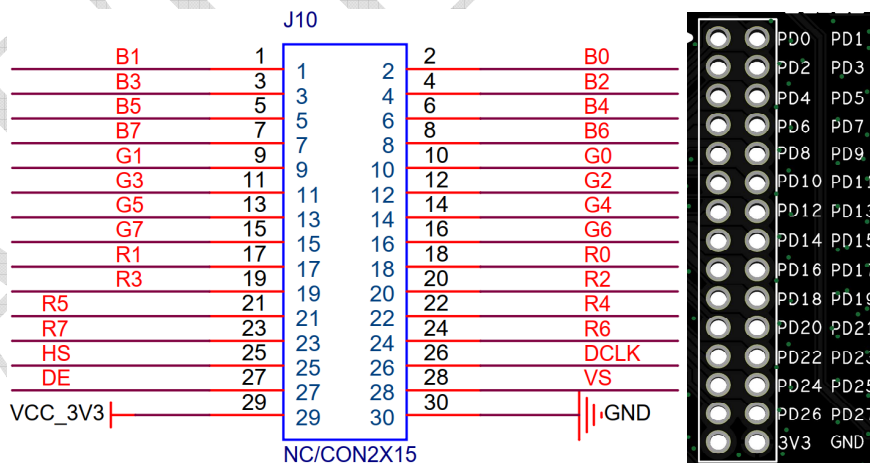 J10
B1 1 1 2 2 B0
B3 3 3 4 4 B2
B5 5 5 6 6 B4
B7 7 7 8 8 B6
G1 9 9 10 10 G0
G3 11 11 12 12 G2
G5 13 13 14 14 G4
G7 15 15 16 16 G6
R1 17 17 18 18 R0
R3 19 19 20 20 R2
R5 21 21 22 22 R4
R7 23 23 24 24 R6
HS 25 25 26 26 DCLK
DE 27 27 28 28 VS
VCC_3V3 29 29 30 30 GND
NC/CON2X15
PD0 PD1
PD2 PD3
PD4 PD5
PD6 PD7
PD8 PD9
PD10 PD11
PD12 PD13
PD14 PD15
PD16 PD17
PD18 PD19
PD20 PD21
PD22 PD23
PD24 PD25
PD26 PD27
3V3 GND